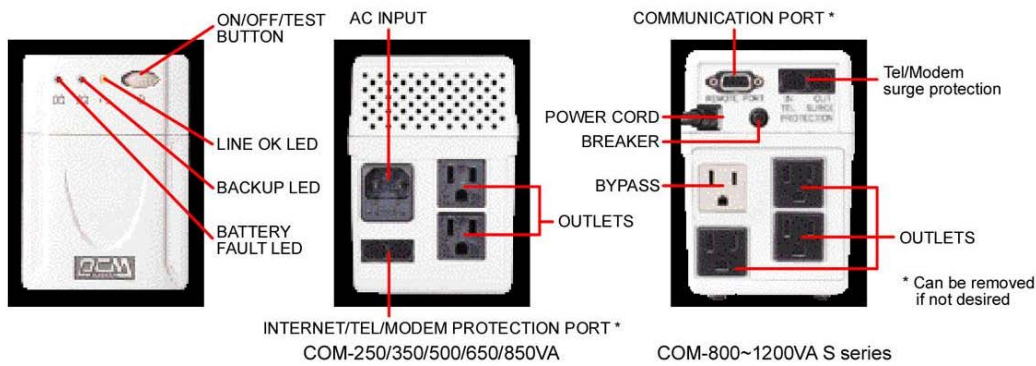 ON/OFF/TEST
BUTTON
LINE OK LED
BACKUP LED
BATTERY
FAULT LED
PCM
AC INPUT
OUTLETS
INTERNET/TEL/MODEM PROTECTION PORT *
COM-250/350/500/650/850VA
COMMUNICATION PORT *
Tel/Modem
surge protection
REMOTE PORT
IN OUT
TEL SURGE
PROTECTION
POWER CORD
BREAKER
BYPASS
OUTLETS
* Can be removed
if not desired
COM-800~1200VA S series